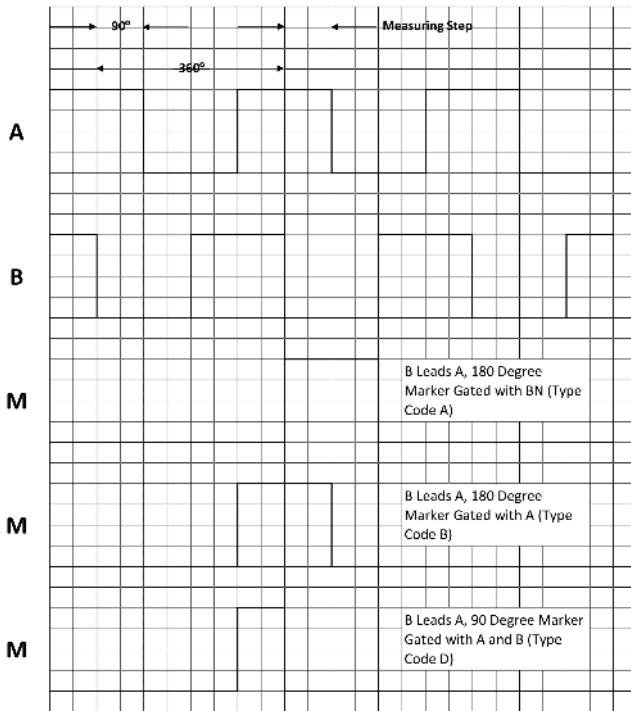 90°
Measuring Step
360°
A
B
M
B Leads A, 180 Degree
Marker Gated with BN (Type
Code A)
M
B Leads A, 180 Degree
Marker Gated with A (Type
Code B)
M
B Leads A, 90 Degree Marker
Gated with A and B (Type
Code D)